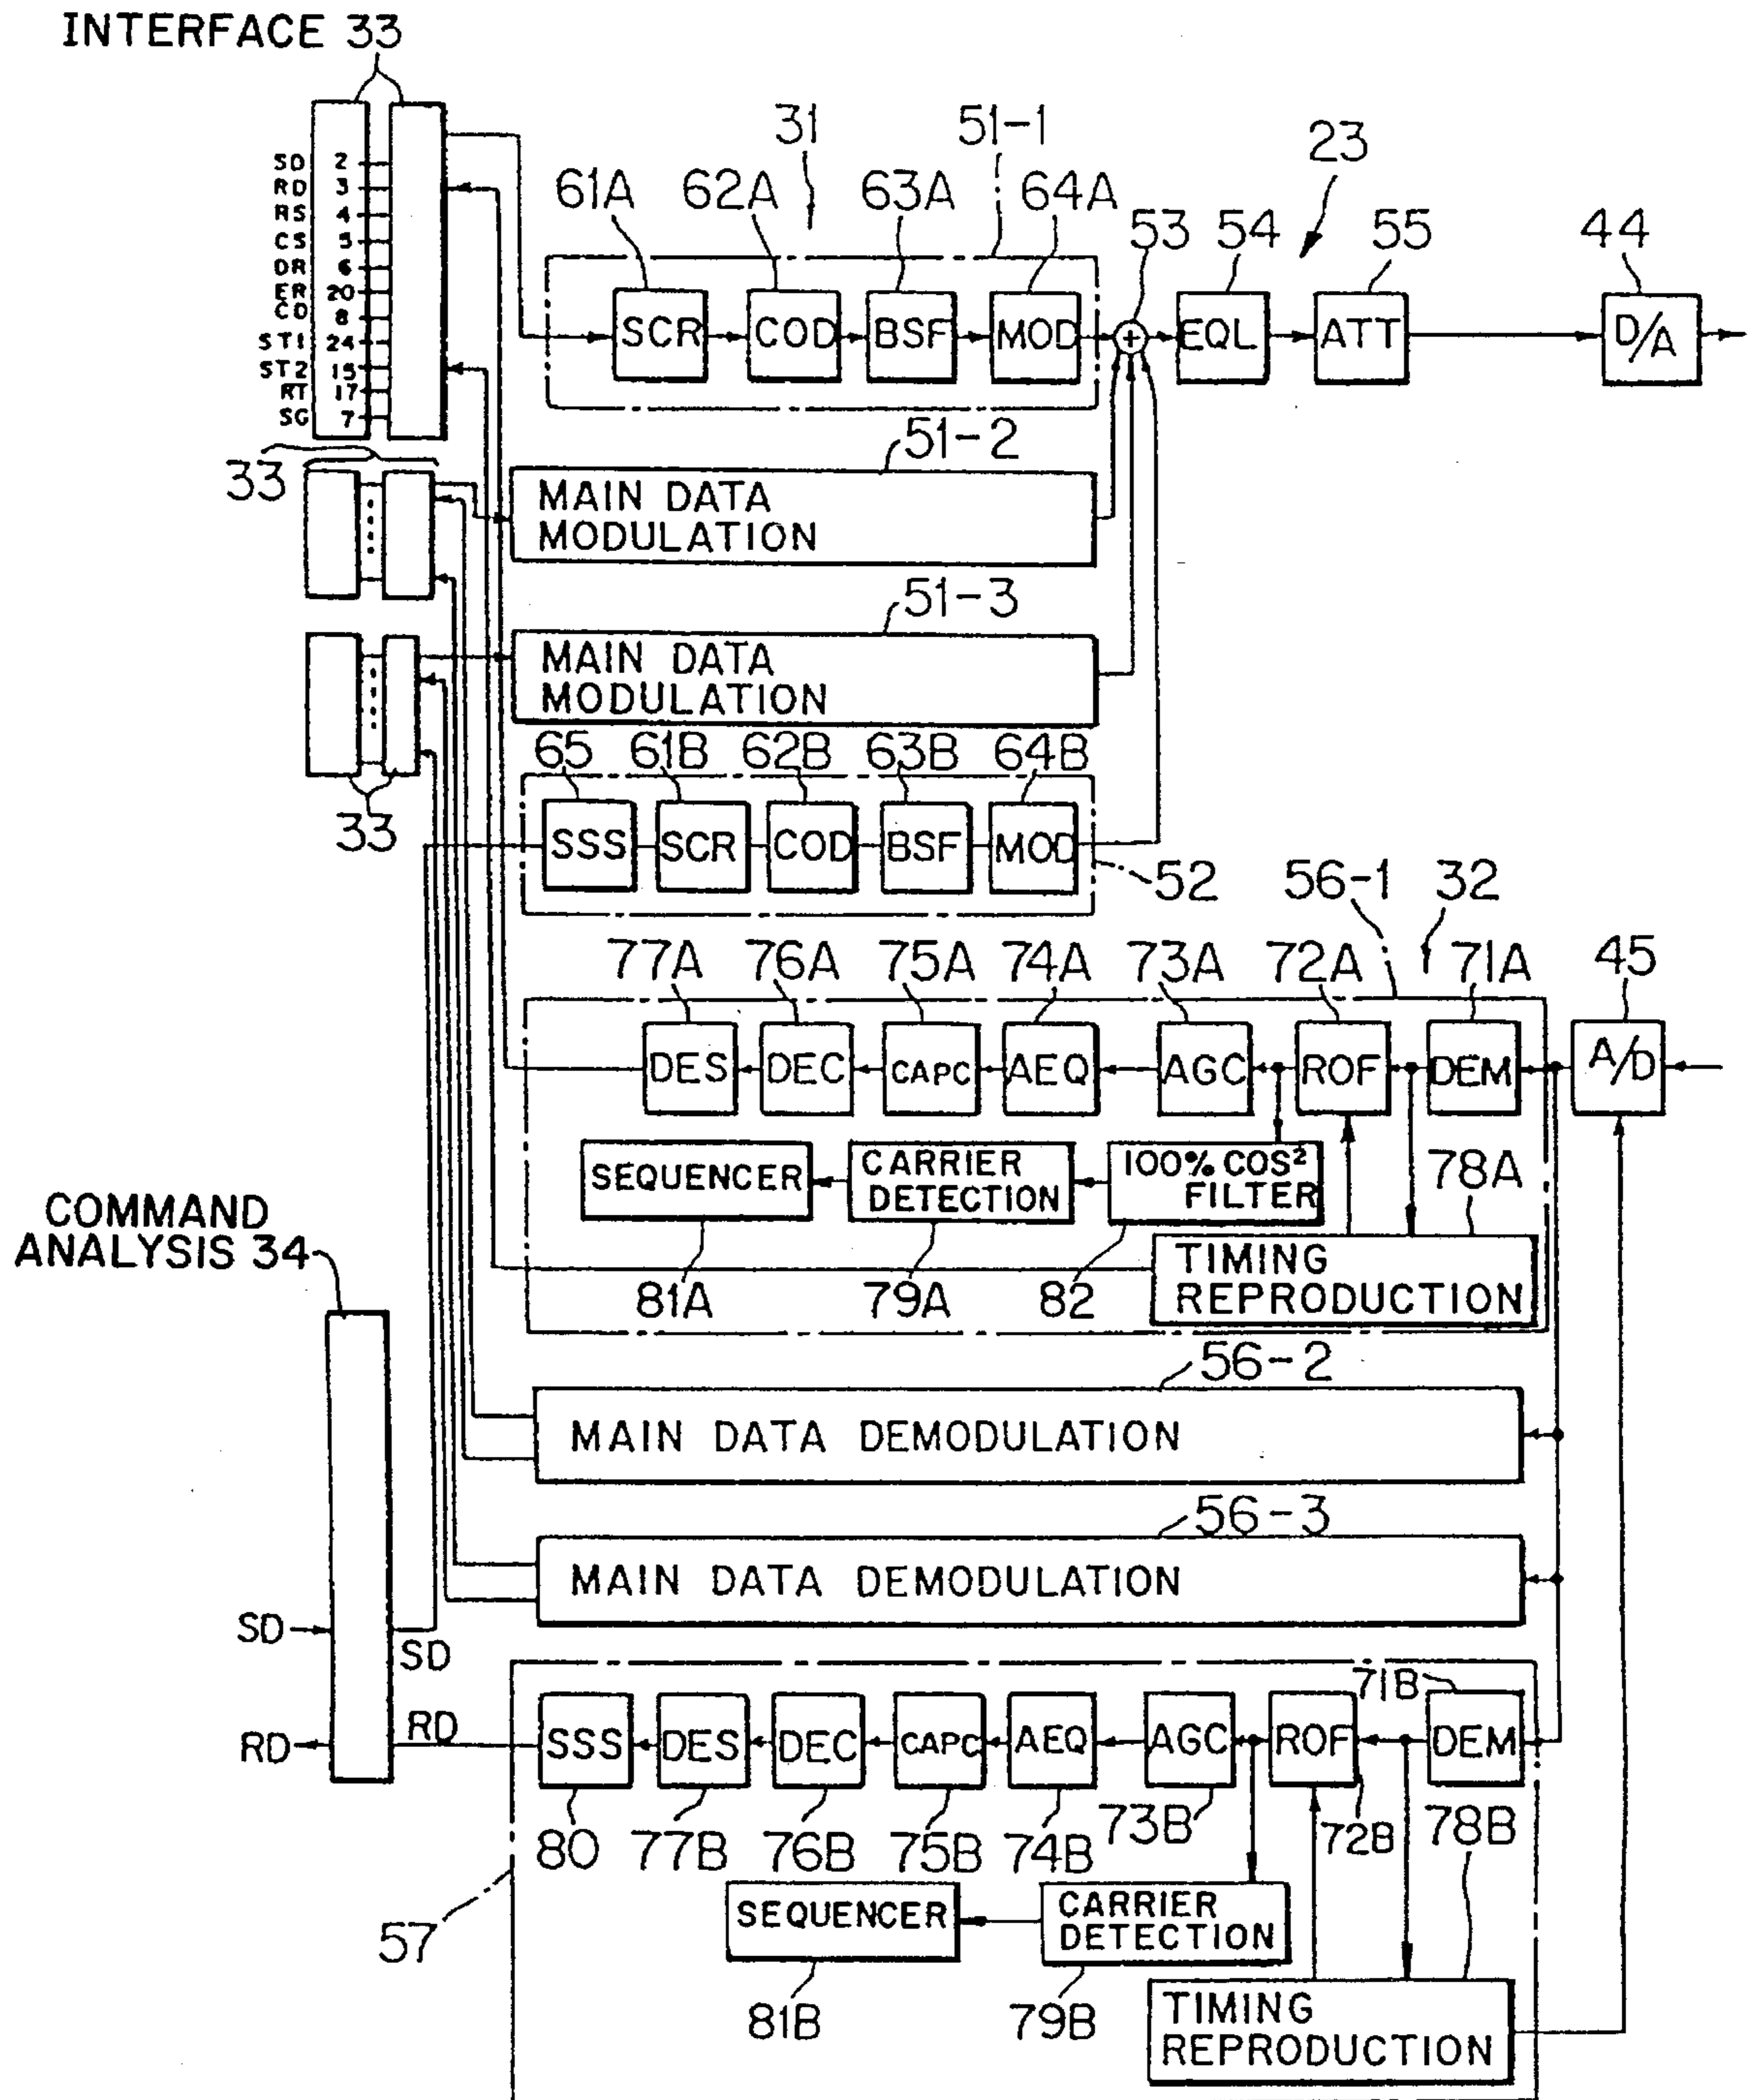 INTERFACE 33
31
51-1
23
61A 62A 63A 64A
53 54 55 44
SD 2
RD 3
RS 4
CS 5
DR 6
ER 20
CD 8
ST1 24
ST2 15
RT 17
SG 7
SCR COD BSF MOD + EQL ATT D/A
33
51-2
MAIN DATA
MODULATION
51-3
MAIN DATA
MODULATION
33
65 61B 62B 63B 64B
SSS SCR COD BSF MOD
52
56-1 32
77A 76A 75A 74A 73A 72A 71A 45
DES DEC CAPC AEQ AGC ROF DEM A/D
SEQUENCER
CARRIER
DETECTION
100% COS²
FILTER
78A
TIMING
REPRODUCTION
81A 79A 82
COMMAND
ANALYSIS 34
56-2
MAIN DATA DEMODULATION
56-3
MAIN DATA DEMODULATION
SD
SD
RD
RD
71B
SSS DES DEC CAPC AEQ AGC ROF DEM
80 77B 76B 75B 74B 73B 72B 78B
57
SEQUENCER
CARRIER
DETECTION
81B 79B
TIMING
REPRODUCTION